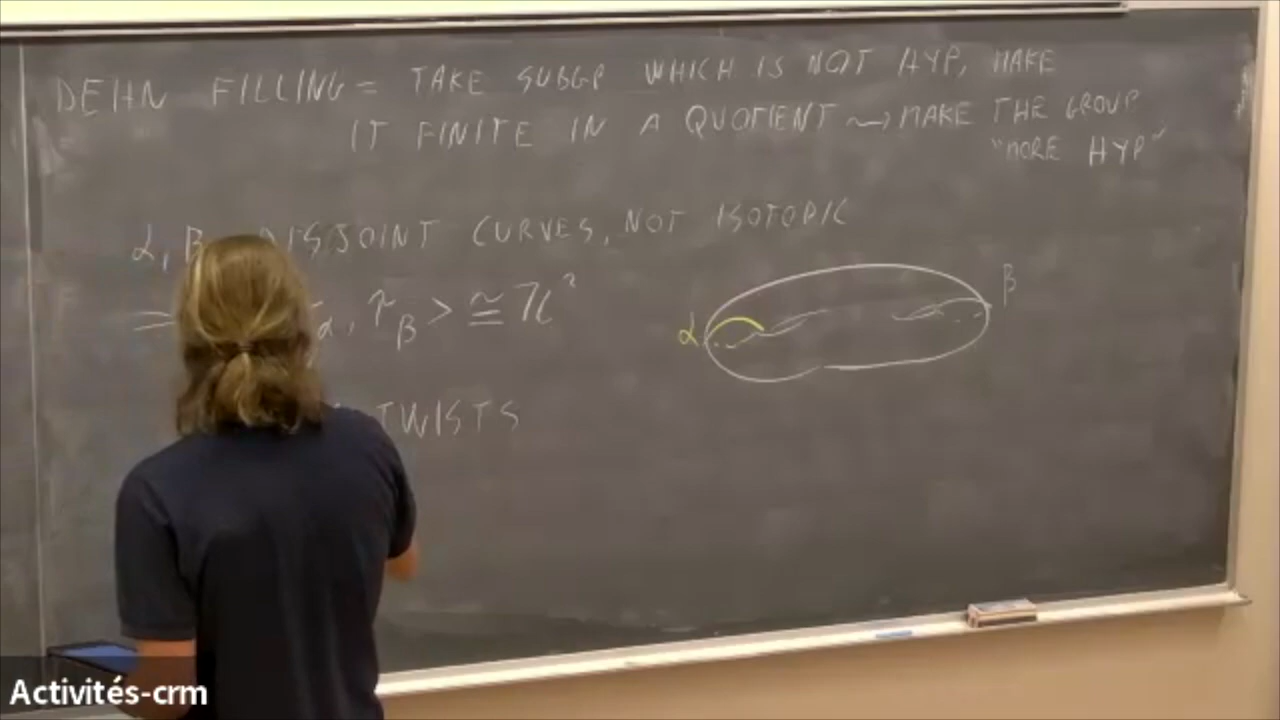 DEHN FILLING = TAKE SUBGP WHICH IS NOT HYP, MAKE
IT FINITE IN A QUOTIENT ⇝ MAKE THE GROUP
"MORE HYP"
α, β DISJOINT CURVES, NOT ISOTOPIC
α, τ_β > ≅ ℤ²
α
β
TWISTS
Activités-crm